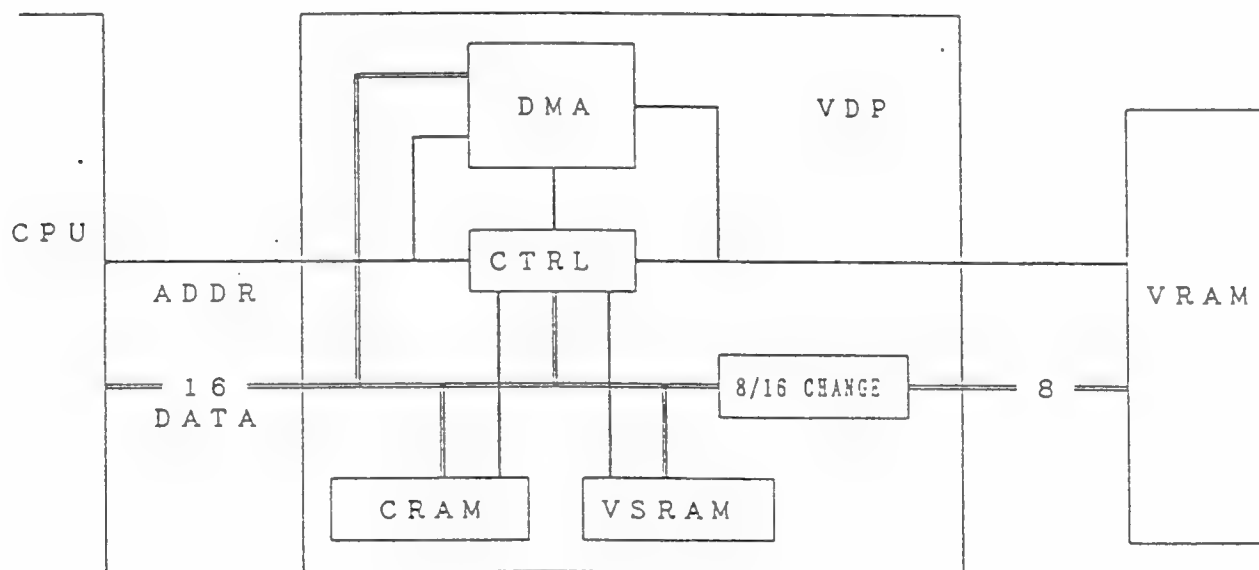 DMA
VDP
CPU
CTRL
ADDR
VRAM
16
DATA
8/16 CHANGE
8
CRAM
VSRAM